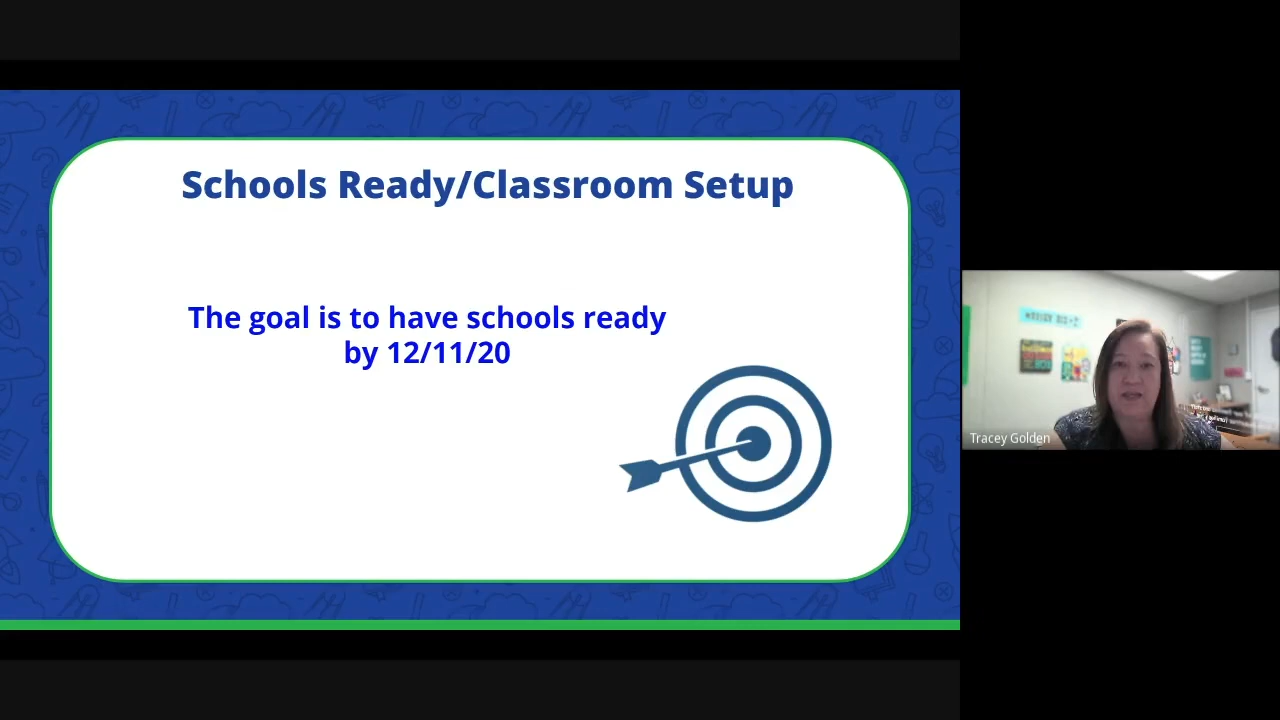 Schools Ready/Classroom Setup
The goal is to have schools ready
by 12/11/20
Tracey Golden